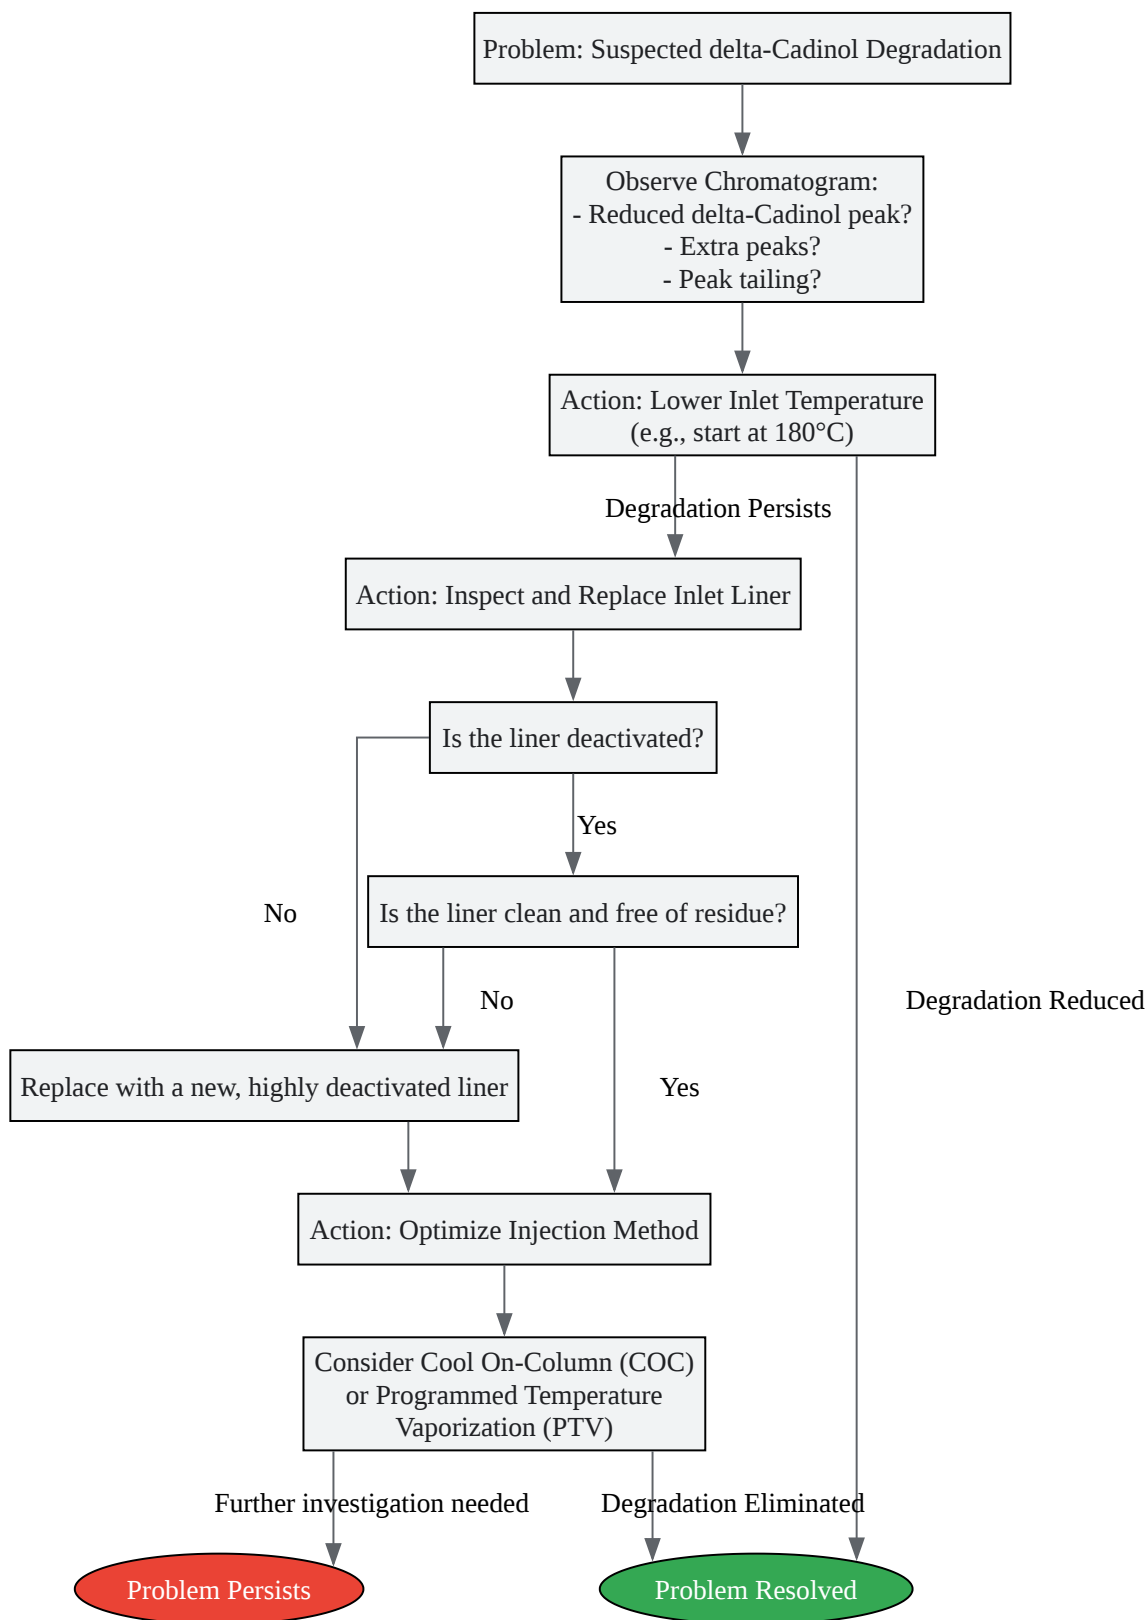 Problem: Suspected delta-Cadinol Degradation
Observe Chromatogram:
- Reduced delta-Cadinol peak?
- Extra peaks?
- Peak tailing?
Action: Lower Inlet Temperature
(e.g., start at 180°C)
Degradation Persists
Action: Inspect and Replace Inlet Liner
Is the liner deactivated?
Yes
No
Is the liner clean and free of residue?
No
Degradation Reduced
Replace with a new, highly deactivated liner
Yes
Action: Optimize Injection Method
Consider Cool On-Column (COC)
or Programmed Temperature
Vaporization (PTV)
Further investigation needed
Degradation Eliminated
Problem Persists
Problem Resolved